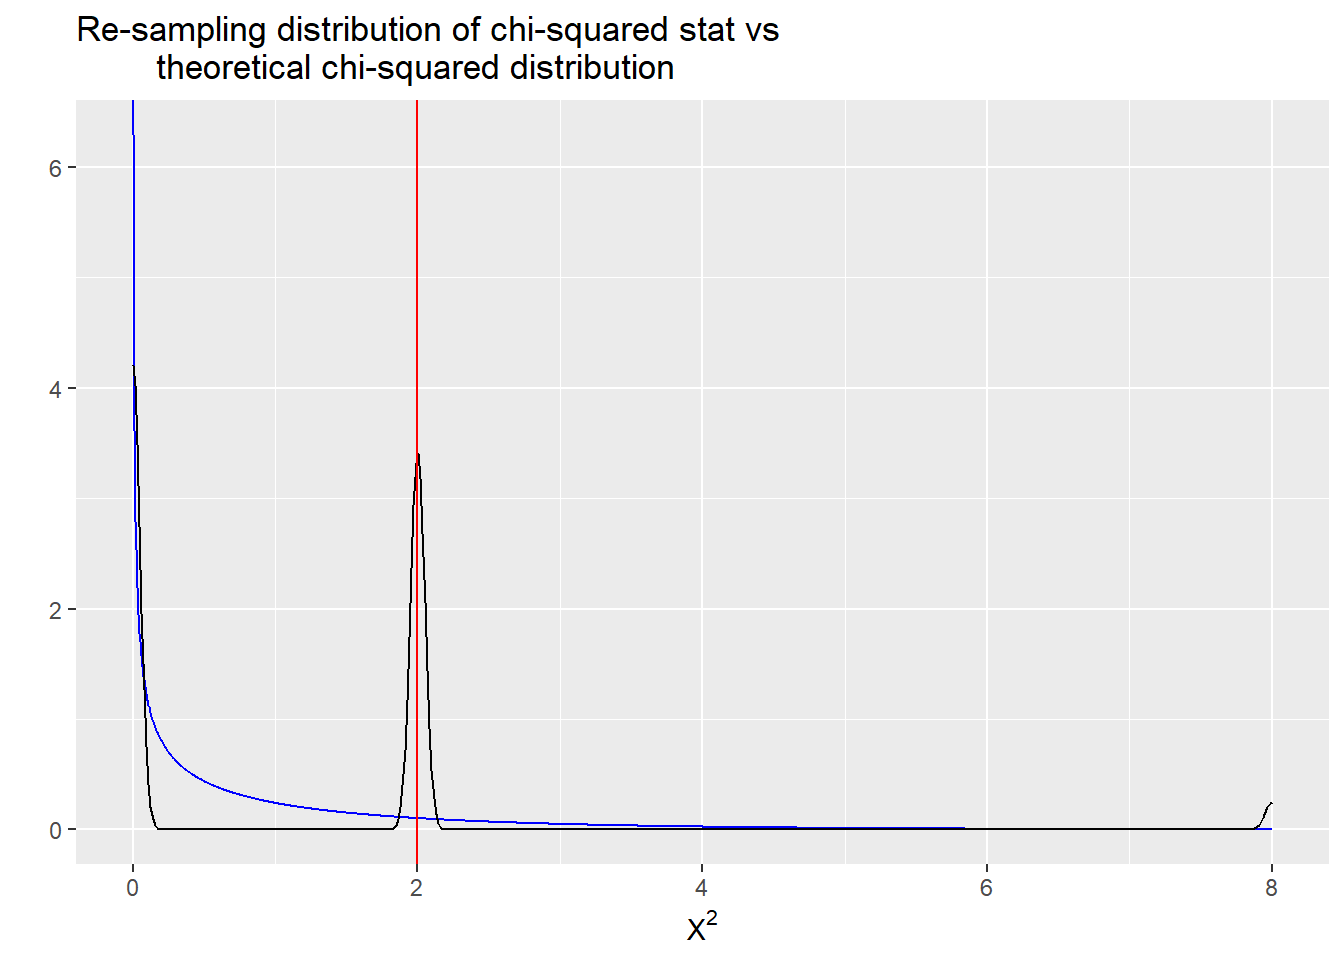 Re-sampling distribution of chi-squared stat vs
theoretical chi-squared distribution
6
4
2
0
0 2 4 6 8
X²